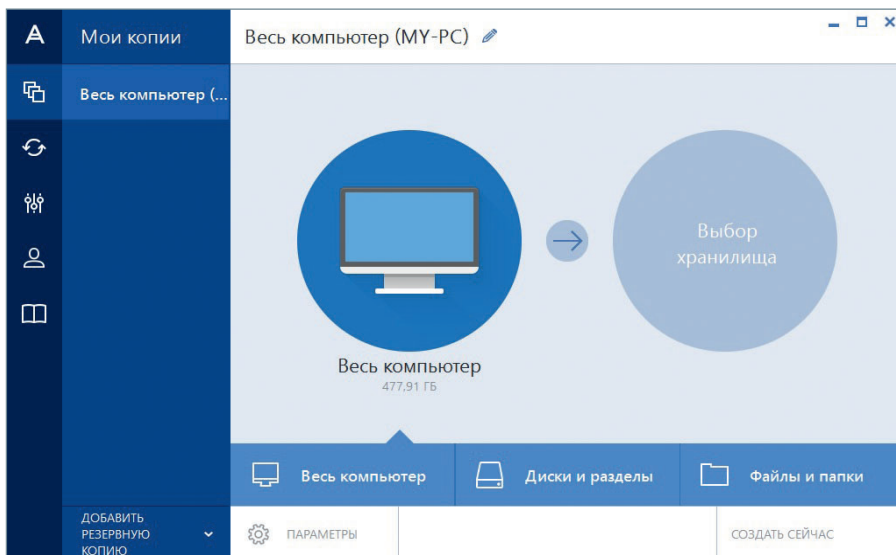 Мои копии
Весь компьютер (MY-PC)
Весь компьютер (...
Выбор
хранилища
Весь компьютер
477,91 ГБ
Весь компьютер
Диски и разделы
Файлы и папки
ДОБАВИТЬ
РЕЗЕРВНУЮ
КОПИЮ
ПАРАМЕТРЫ
СОЗДАТЬ СЕЙЧАС